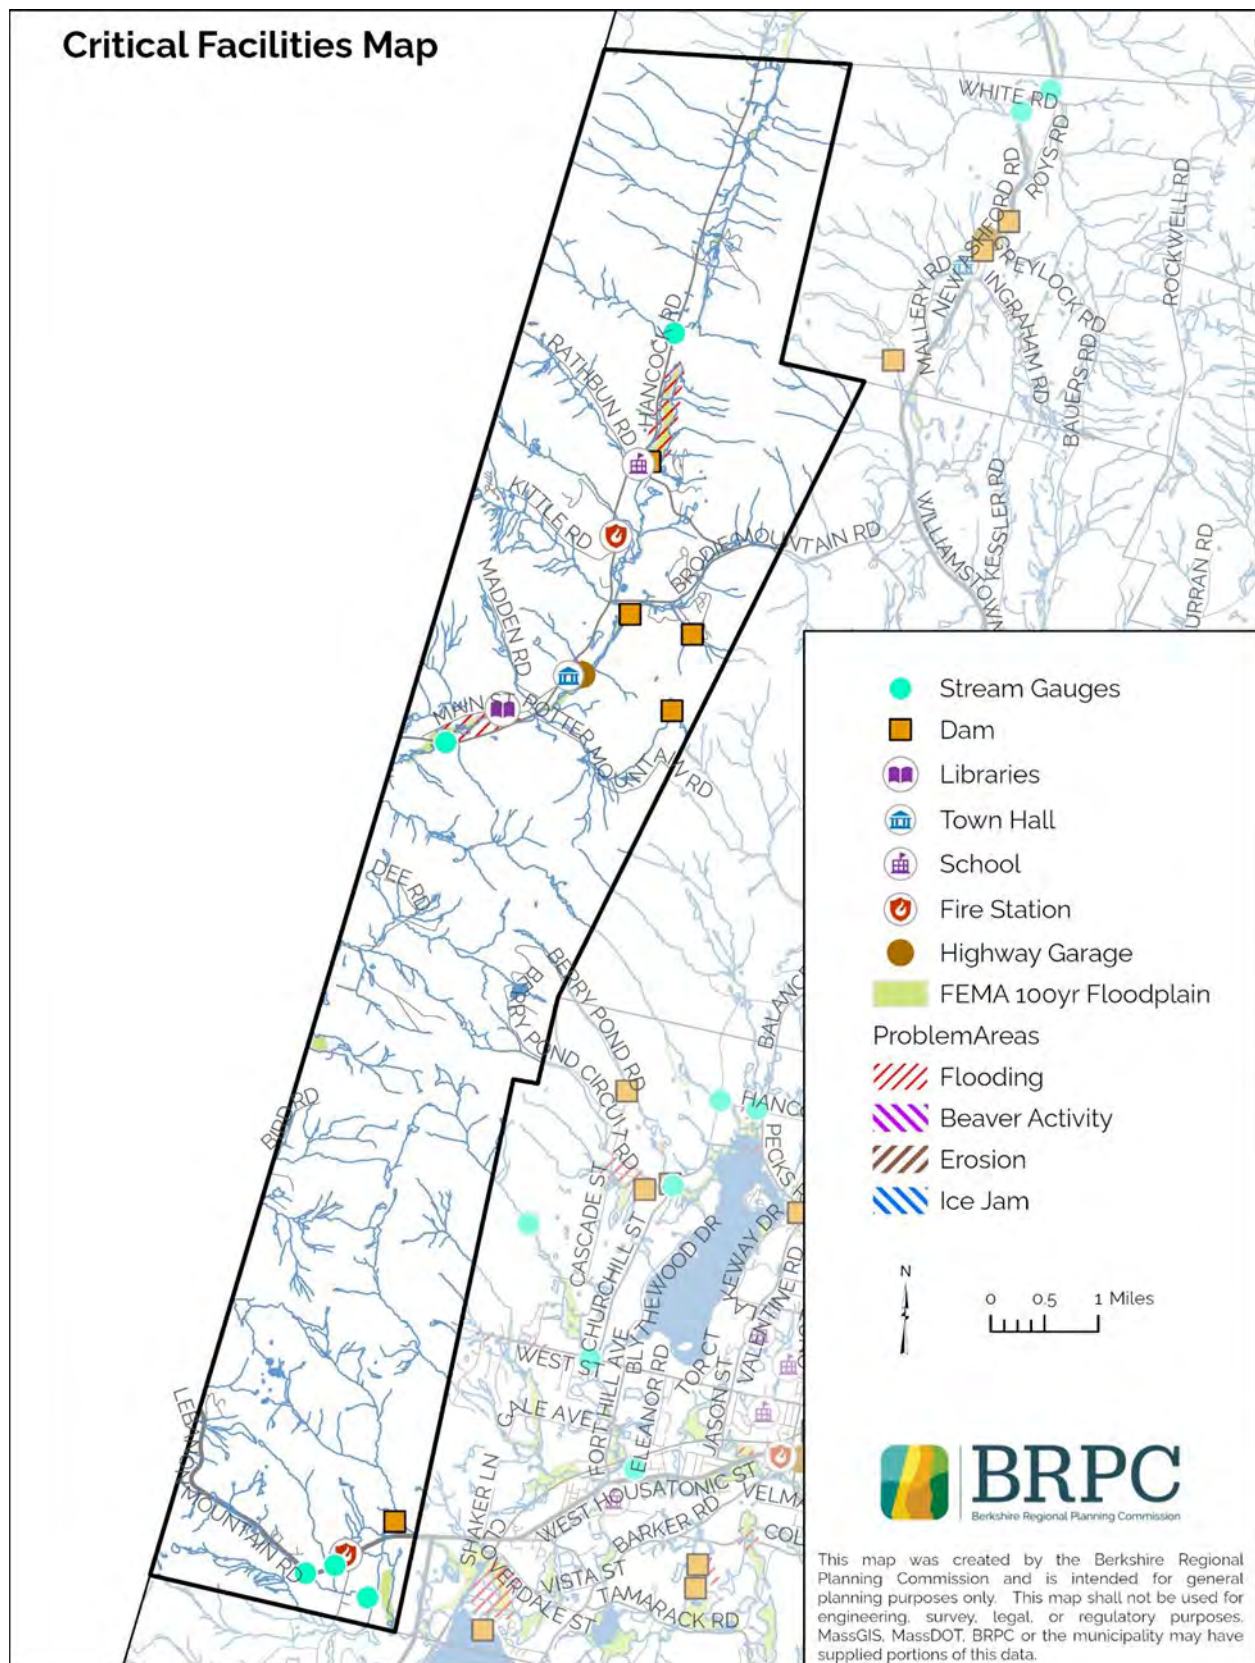 Critical Facilities Map
WHITE RD
ROYS RD
NEW ASHFORD RD
ROCKWELL RD
GREYLOCK RD
MALLERY RD
INGRAHAM RD
BAUERS RD
HANCOCK RD
RATHBUN RD
KITTLE RD
BRODIE MOUNTAIN RD
WILLIAMSTOWN
KESSLER RD
URRAN RD
MADDEN RD
MAIN ST
POTTER MOUNTAIN RD
DEE RD
BERRY POND RD
BERRY POND CIRCUIT RD
BALANCE
HANCO
PECKS R
BIRD RD
CASCADE ST
CHURCHILL ST
BLYTHEWOOD DR
VALENTINE RD
WEST ST
TOR CT
JASON ST
GALE AVE
FORT HILL AVE
ELEANOR RD
LEBANON
MOUNTAIN RD
SHAKER LN
WEST HOUSATONIC ST
VELMA
BARKER RD
COL
CLOVERDALE ST
VISTA ST
TAMARACK RD
Stream Gauges
Dam
Libraries
Town Hall
School
Fire Station
Highway Garage
FEMA 100yr Floodplain
ProblemAreas
Flooding
Beaver Activity
Erosion
Ice Jam
N
0 0.5 1 Miles
BRPC
Berkshire Regional Planning Commission
This map was created by the Berkshire Regional
Planning Commission and is intended for general
planning purposes only. This map shall not be used for
engineering, survey, legal, or regulatory purposes.
MassGIS, MassDOT, BRPC or the municipality may have
supplied portions of this data.